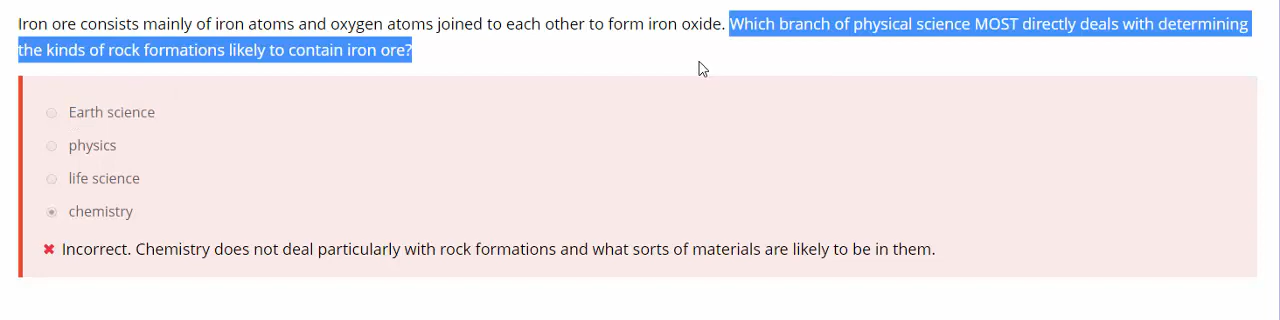 Iron ore consists mainly of iron atoms and oxygen atoms joined to each other to form iron oxide. Which branch of physical science MOST directly deals with determining
the kinds of rock formations likely to contain iron ore?
Earth science
physics
life science
chemistry
✖ Incorrect. Chemistry does not deal particularly with rock formations and what sorts of materials are likely to be in them.